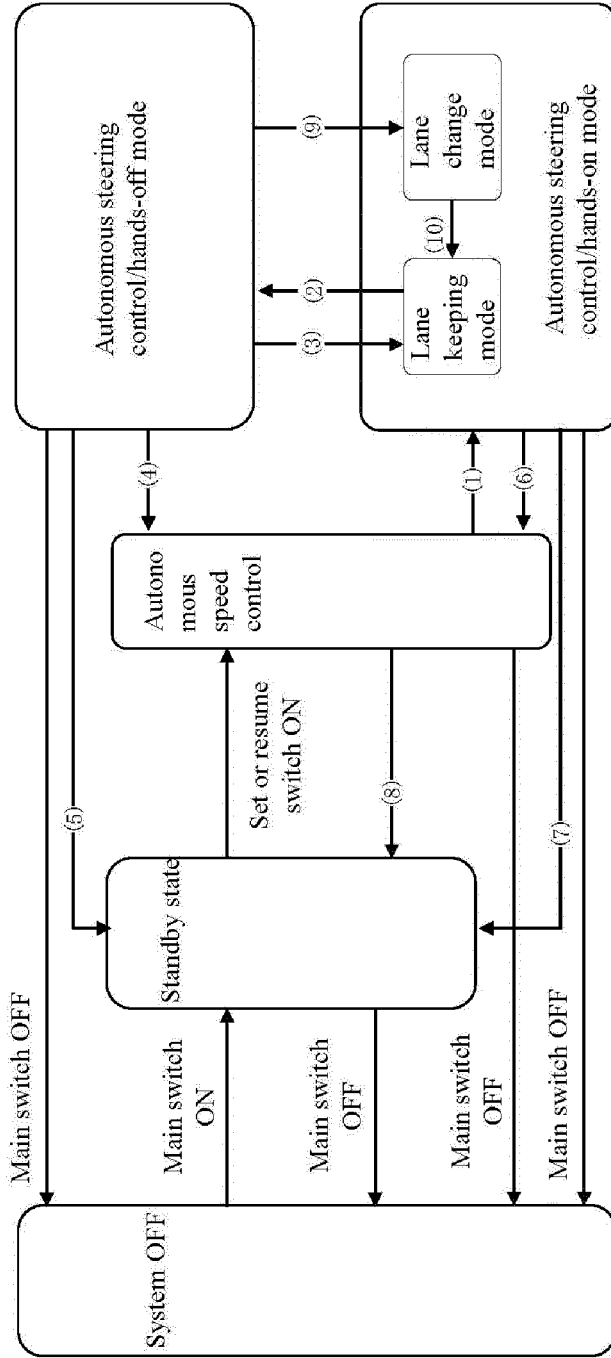 System OFF
Main switch OFF
Main switch
ON
Main switch
OFF
Main switch
OFF
Main switch OFF
Standby state
(5)
Set or resume
switch ON
(8)
(7)
Autono
mous
speed
control
(4)
(1)
(6)
Autonomous steering
control/hands-off mode
(3)
(2)
(9)
Lane
keeping
mode
(10)
Lane
change
mode
Autonomous steering
control/hands-on mode